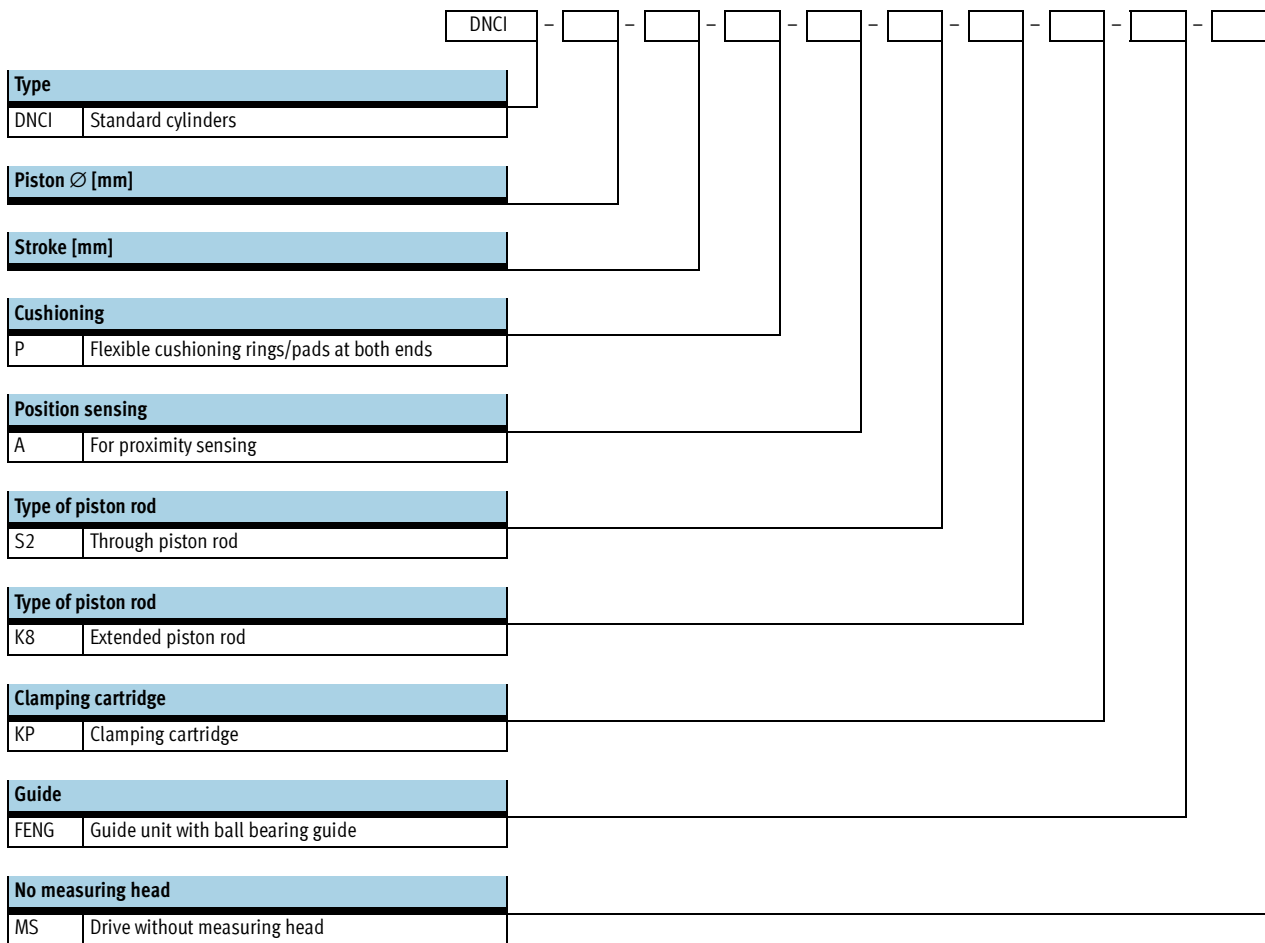 DNCI – – – – – – – – –
Type
DNCI Standard cylinders
Piston ∅ [mm]
Stroke [mm]
Cushioning
P Flexible cushioning rings/pads at both ends
Position sensing
A For proximity sensing
Type of piston rod
S2 Through piston rod
Type of piston rod
K8 Extended piston rod
Clamping cartridge
KP Clamping cartridge
Guide
FENG Guide unit with ball bearing guide
No measuring head
MS Drive without measuring head